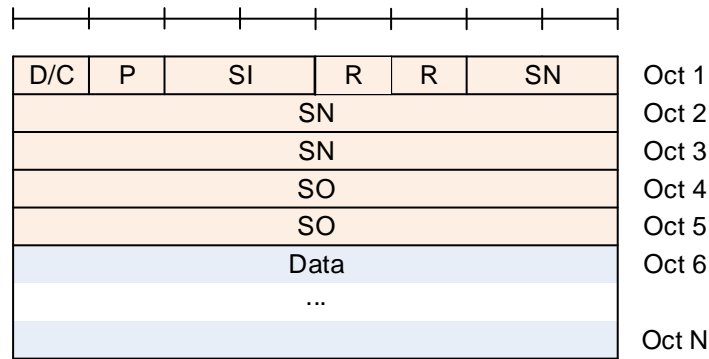 D/C P SI R R SN Oct 1
SN Oct 2
SN Oct 3
SO Oct 4
SO Oct 5
Data Oct 6
...
Oct N